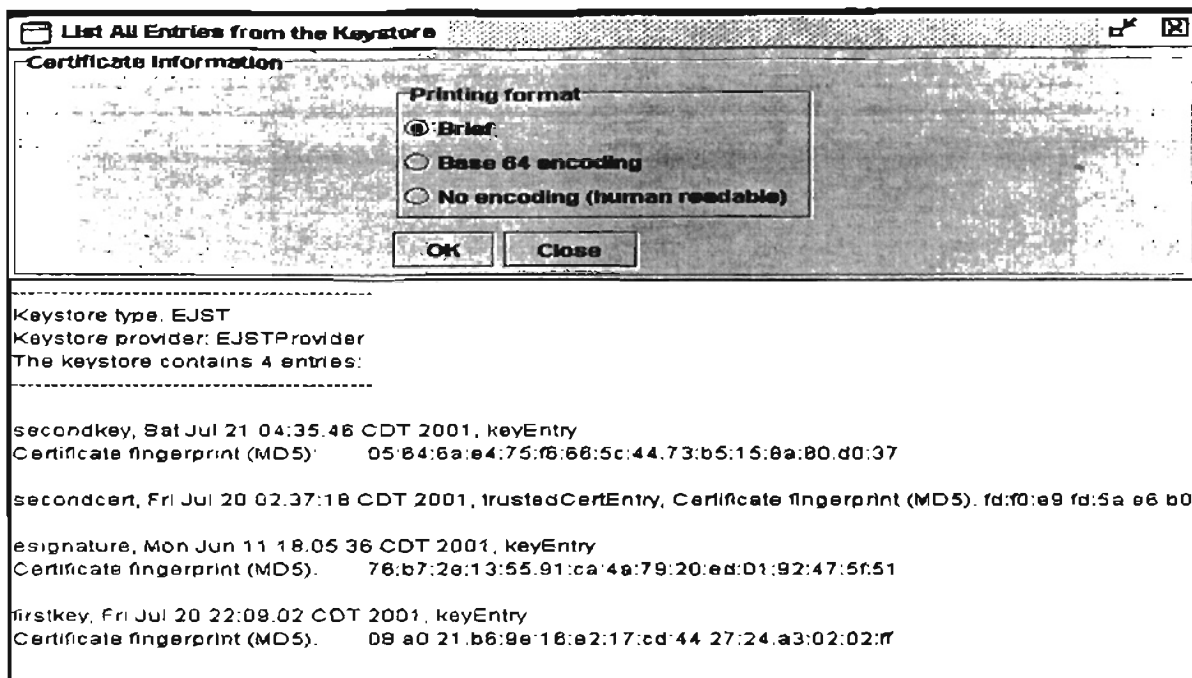 List All Entries from the Keystore
Certificate Information
Printing format
Brief
Base 64 encoding
No encoding (human readable)
OK Close
----------------------------------------
Keystore type. EJST
Keystore provider: EJSTProvider
The keystore contains 4 entries:
----------------------------------------
secondkey, Sat Jul 21 04:35.46 CDT 2001, keyEntry
Certificate fingerprint (MD5): 05:64:6a:e4:75:f6:66:5c:44.73:b5:15:8a:80.d0:37
secondcert, Fri Jul 20 02.37:18 CDT 2001, trustedCertEntry, Certificate fingerprint (MD5). fd:f0:e9 fd:5a e6 b0
esignature, Mon Jun 11 18.05 36 CDT 2001, keyEntry
Certificate fingerprint (MD5). 76:b7:2e:13:55.91:ca 4a:79:20:ed:01:92:47:5f:51
firstkey, Fri Jul 20 22:09.02 CDT 2001, keyEntry
Certificate fingerprint (MD5). 09 a0 21.b6:9e 16:e2:17:cd 44 27:24.a3:02:02:ff